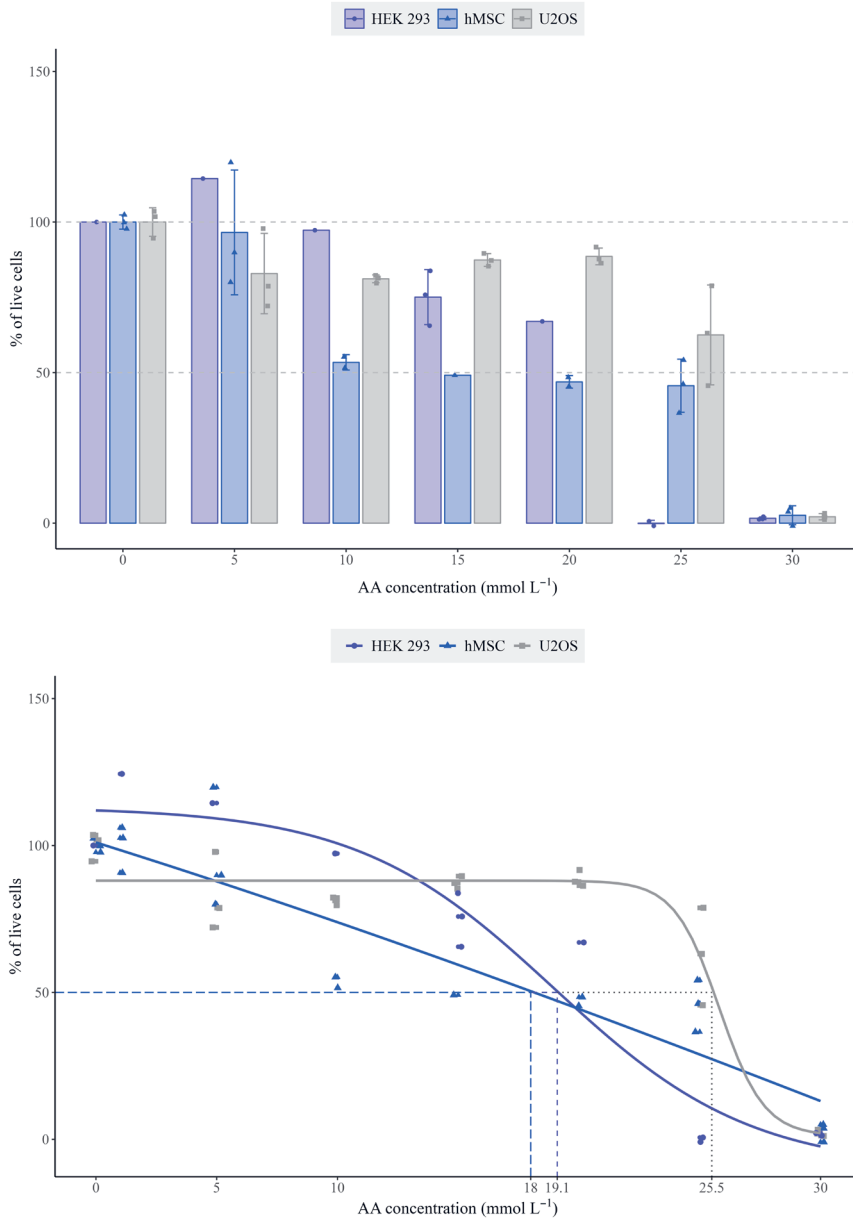 HEK 293 hMSC U2OS
150
100
50
0
% of live cells
0 5 10 15 20 25 30
AA concentration (mmol L⁻¹)
HEK 293 hMSC U2OS
150
100
50
0
% of live cells
0 5 10 18 19.1 25.5 30
AA concentration (mmol L⁻¹)